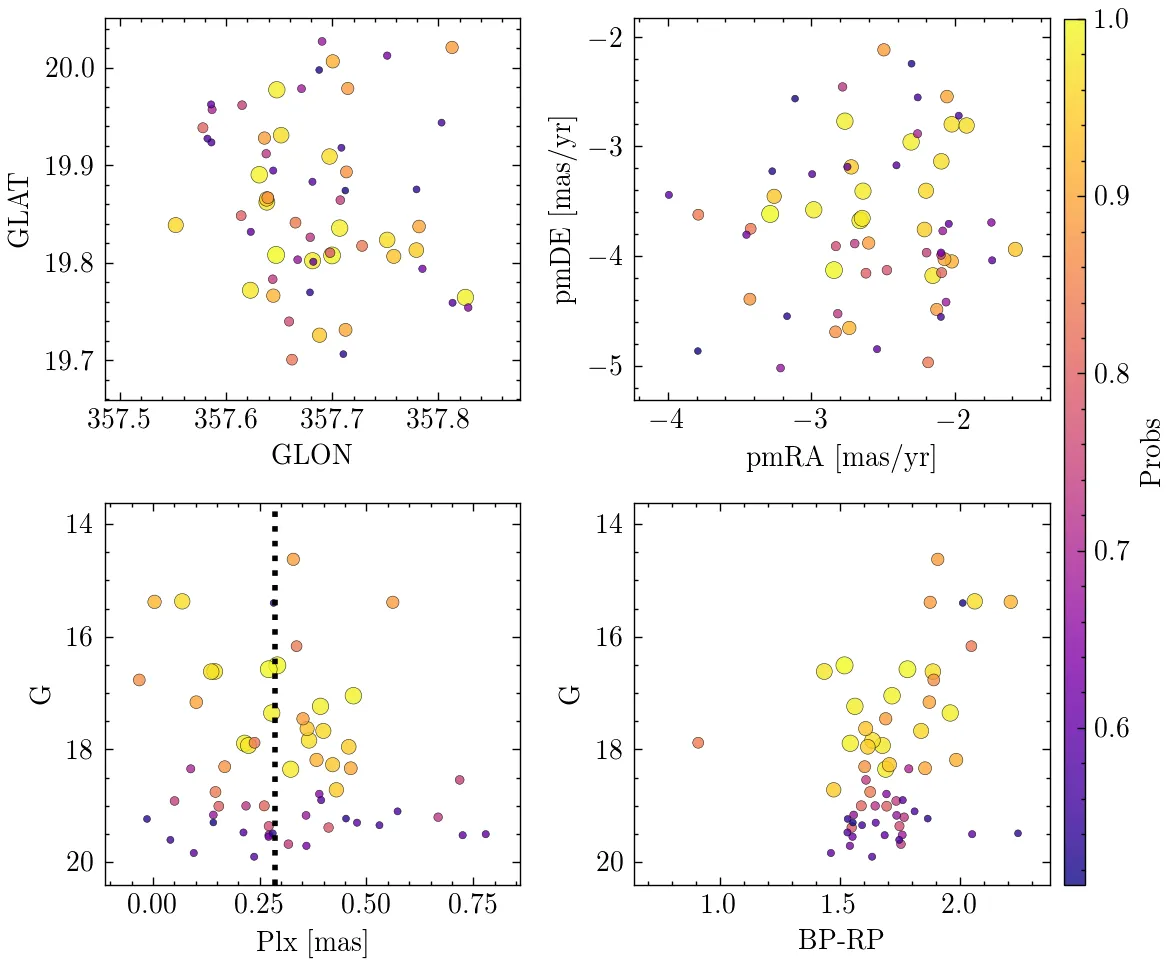 20.0
19.9
19.8
19.7
GLAT
357.5 357.6 357.7 357.8
GLON
−2
−3
−4
−5
pmDE [mas/yr]
−4 −3 −2
pmRA [mas/yr]
14
16
18
20
G
0.00 0.25 0.50 0.75
Plx [mas]
14
16
18
20
G
1.0 1.5 2.0
BP-RP
1.0
0.9
0.8
0.7
0.6
Probs